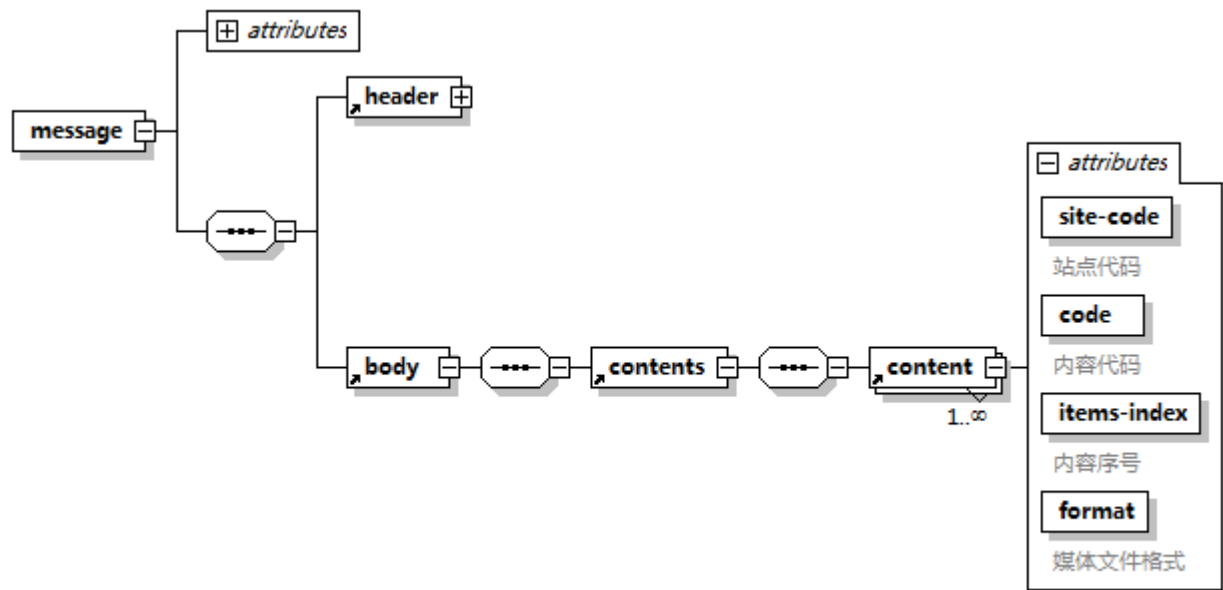 attributes
header
message
attributes
site-code
站点代码
code
内容代码
body
contents
content
1..∞
items-index
内容序号
format
媒体文件格式